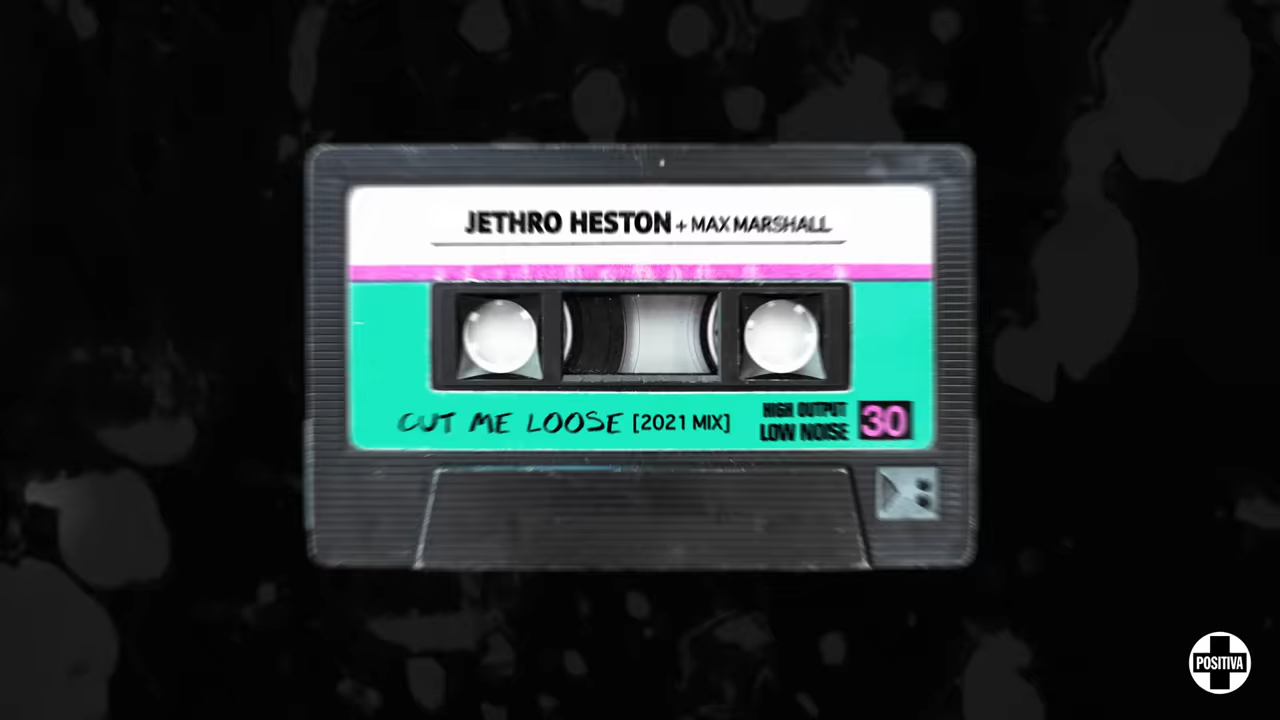 JETHRO HESTON + MAX MARSHALL
CUT ME LOOSE [2021 MIX]
HIGH OUTPUT
LOW NOISE
30
POSITIVA